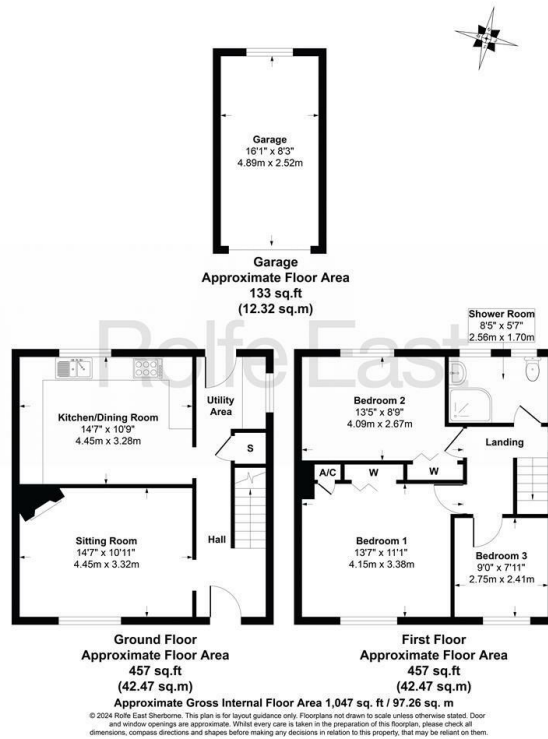 Garage
16'1" x 8'3"
4.89m x 2.52m
Garage
Approximate Floor Area
133 sq.ft
(12.32 sq.m)
Rolfe East
Kitchen/Dining Room
14'7" x 10'9"
4.45m x 3.28m
Utility
Area
S
Sitting Room
14'7" x 10'11"
4.45m x 3.32m
Hall
Ground Floor
Approximate Floor Area
457 sq.ft
(42.47 sq.m)
Shower Room
8'5" x 5'7"
2.56m x 1.70m
Bedroom 2
13'5" x 8'9"
4.09m x 2.67m
Landing
A/C
W
W
Bedroom 1
13'7" x 11'1"
4.15m x 3.38m
Bedroom 3
9'0" x 7'11"
2.75m x 2.41m
First Floor
Approximate Floor Area
457 sq.ft
(42.47 sq.m)
Approximate Gross Internal Floor Area 1,047 sq. ft / 97.26 sq. m
© 2024 Rolfe East Sherborne. This plan is for layout guidance only. Floorplans not drawn to scale unless otherwise stated. Door
and window openings are approximate. Whilst every care is taken in the preparation of this floorplan, please check all
dimensions, compass directions and shapes before making any decisions in relation to this property, that may be reliant on them.